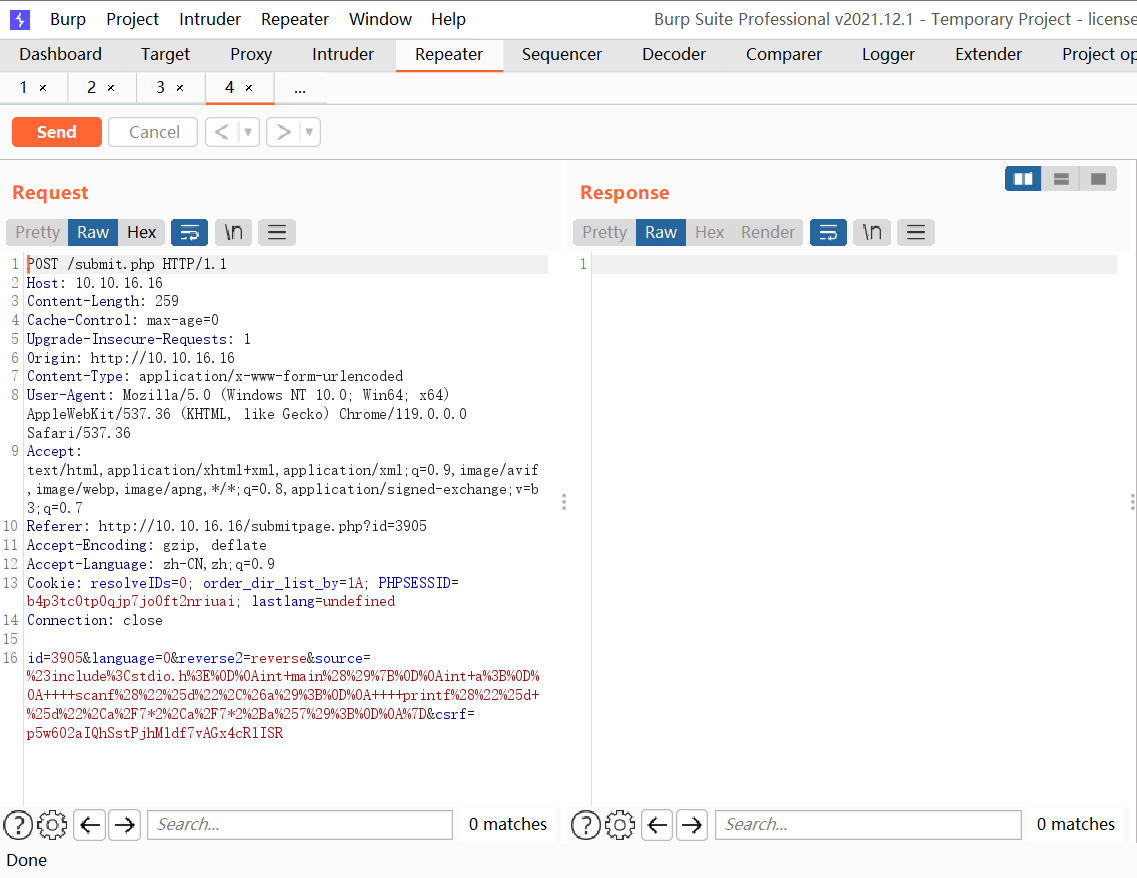 Burp Project Intruder Repeater Window Help Burp Suite Professional v2021.12.1 - Temporary Project - license
Dashboard Target Proxy Intruder Repeater Sequencer Decoder Comparer Logger Extender Project op
1 × 2 × 3 × 4 × ...
Send Cancel < ▼ > ▼
Request
Pretty Raw Hex \n
1 POST /submit.php HTTP/1.1
2 Host: 10.10.16.16
3 Content-Length: 259
4 Cache-Control: max-age=0
5 Upgrade-Insecure-Requests: 1
6 Origin: http://10.10.16.16
7 Content-Type: application/x-www-form-urlencoded
8 User-Agent: Mozilla/5.0 (Windows NT 10.0; Win64; x64)
AppleWebKit/537.36 (KHTML, like Gecko) Chrome/119.0.0.0
Safari/537.36
9 Accept:
text/html,application/xhtml+xml,application/xml;q=0.9,image/avif
,image/webp,image/apng,*/*;q=0.8,application/signed-exchange;v=b
3;q=0.7
10 Referer: http://10.10.16.16/submitpage.php?id=3905
11 Accept-Encoding: gzip, deflate
12 Accept-Language: zh-CN,zh;q=0.9
13 Cookie: resolveIDs=0; order_dir_list_by=1A; PHPSESSID=
b4p3tc0tp0qjp7jo0ft2nriuai; lastlang=undefined
14 Connection: close
15
16 id=3905&language=0&reverse2=reverse&source=
%23include%3Cstdio.h%3E%0D%0Aint+main%28%29%7B%0D%0Aint+a%3B%0D%
0A++++scanf%28%22%25d%22%2C%26a%29%3B%0D%0A++++printf%28%22%25d+
%25d%22%2Ca%2F7*2%2Ca%2F7*2%2Ba%257%29%3B%0D%0A%7D&csrf=
p5w602aIQhSstPjhM1df7vAGx4cR1ISR
? Search... 0 matches
Response
Pretty Raw Hex Render \n
1
? Search... 0 matches
Done